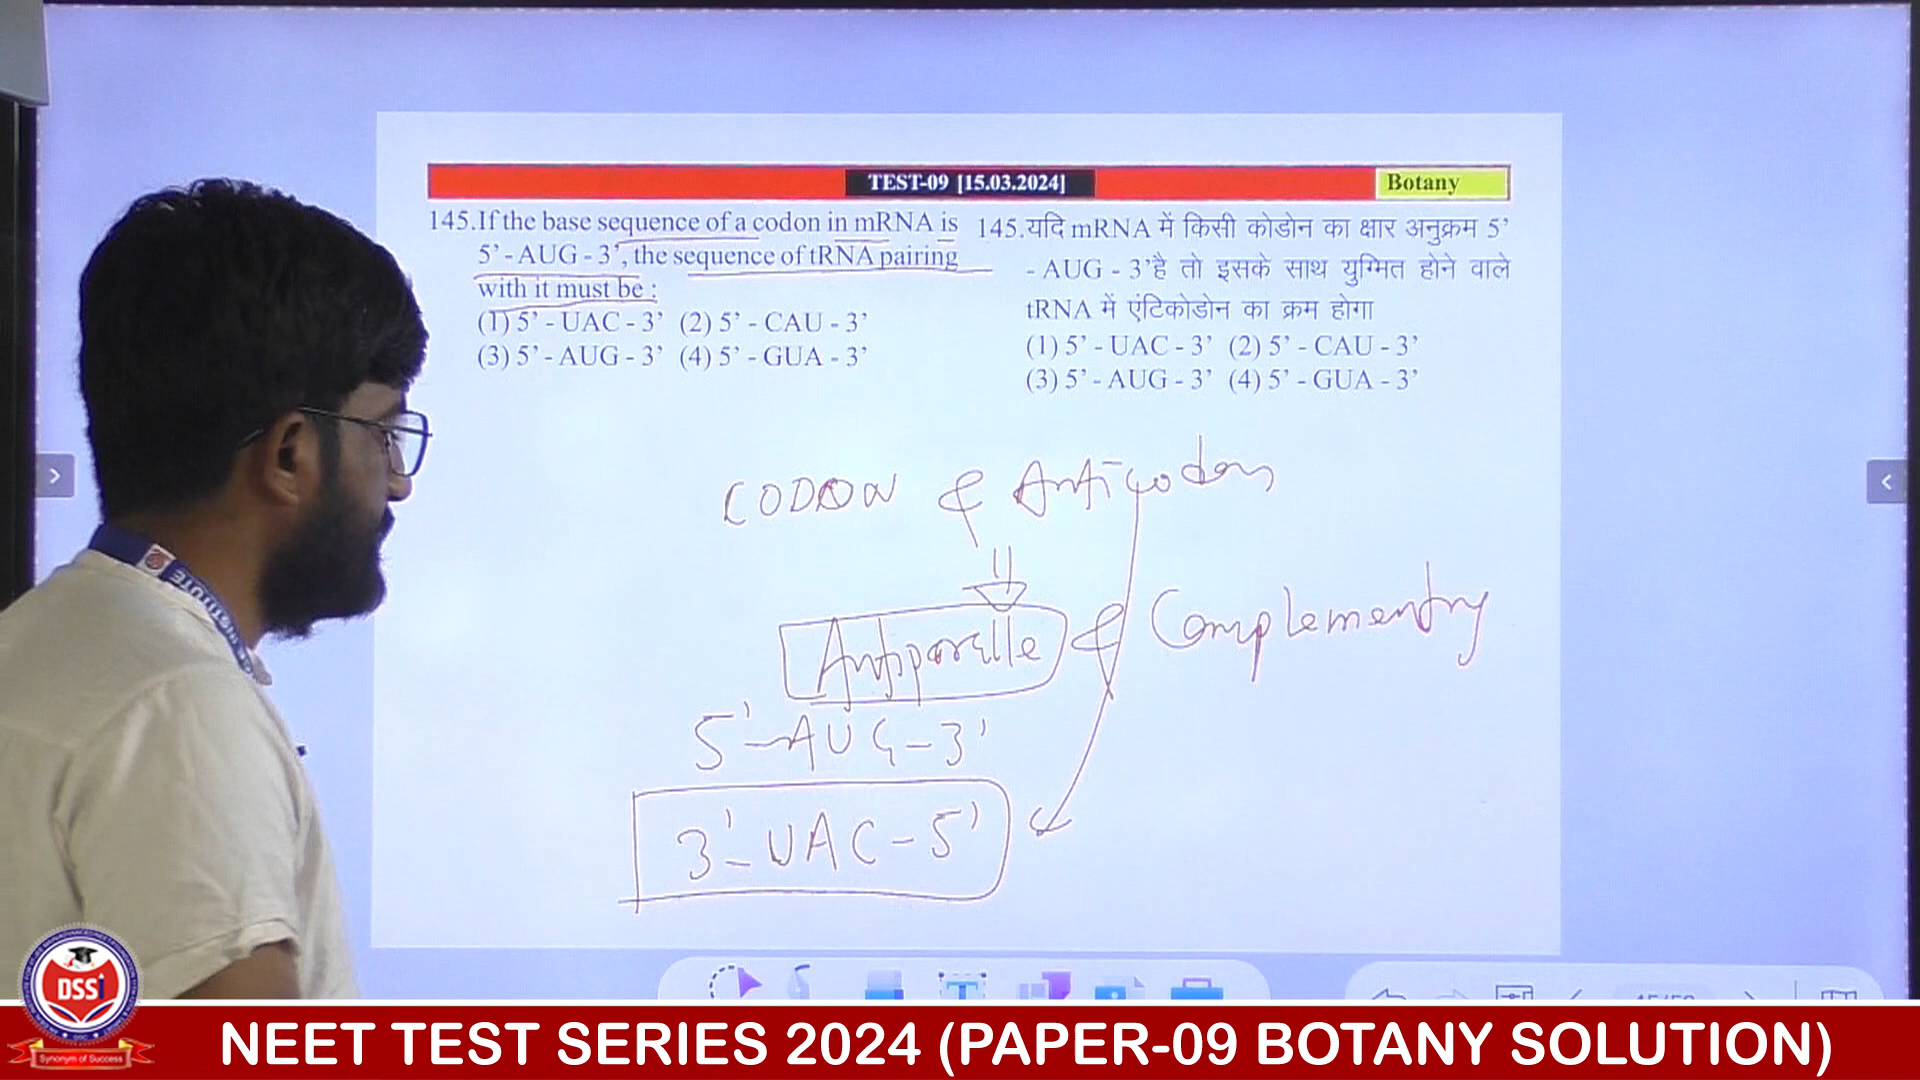 TEST-09 [15.03.2024]
Botany
145.If the base sequence of a codon in mRNA is
5’ - AUG - 3’, the sequence of tRNA pairing
with it must be :
(1) 5’ - UAC - 3’ (2) 5’ - CAU - 3’
(3) 5’ - AUG - 3’ (4) 5’ - GUA - 3’
145.यदि mRNA में किसी कोडोन का क्षार अनुक्रम 5’
- AUG - 3’है तो इसके साथ युग्मित होने वाले
tRNA में एंटिकोडोन का क्रम होगा
(1) 5’ - UAC - 3’ (2) 5’ - CAU - 3’
(3) 5’ - AUG - 3’ (4) 5’ - GUA - 3’
CODON & Anticodon
Antiparelle & Complementry
5'-AUG-3'
3'-UAC-5'
DSSi
Synonym of Success
NEET TEST SERIES 2024 (PAPER-09 BOTANY SOLUTION)